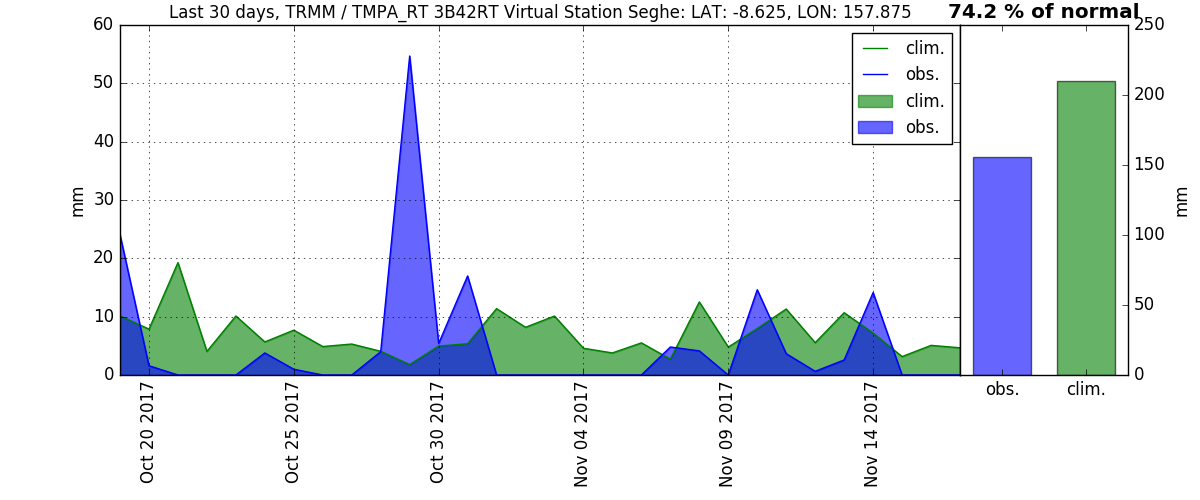 Last 30 days, TRMM / TMPA_RT 3B42RT Virtual Station Seghe: LAT: -8.625, LON: 157.875
74.2 % of normal
60
50
40
30
20
10
0
mm
clim.
obs.
clim.
obs.
Oct 20 2017
Oct 25 2017
Oct 30 2017
Nov 04 2017
Nov 09 2017
Nov 14 2017
250
200
150
100
50
0
mm
obs.
clim.